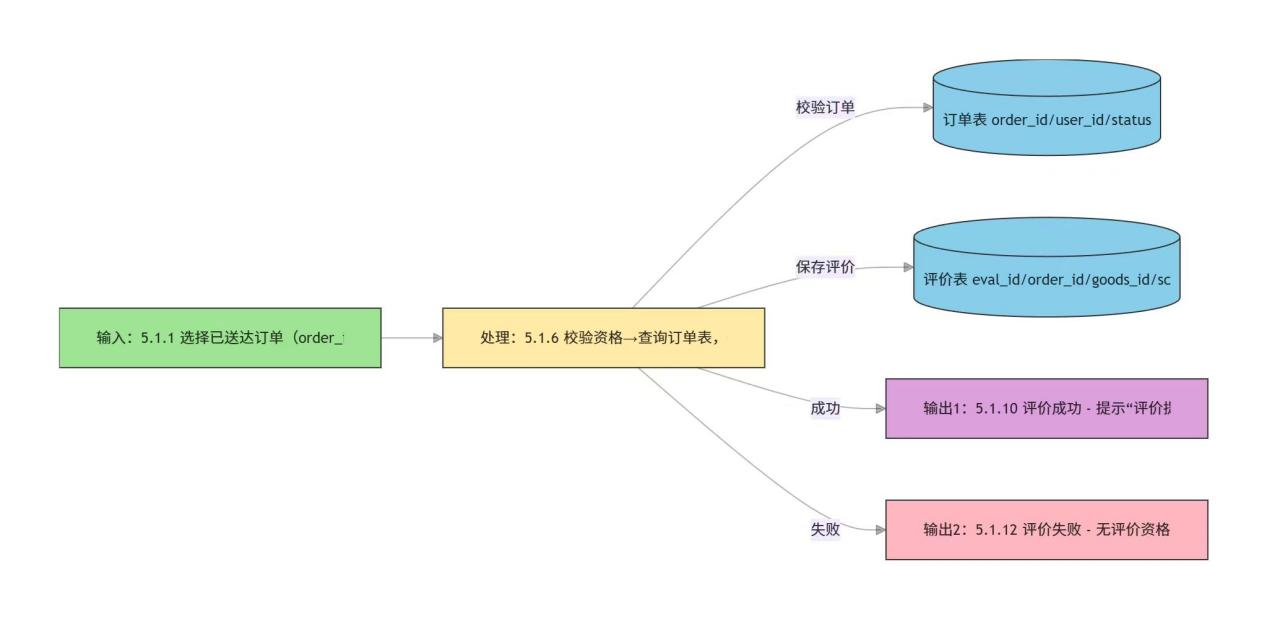 校验订单
订单表 order_id/user_id/status
保存评价
评价表 eval_id/order_id/goods_id/sc
输入：5.1.1 选择已送达订单（order_i
处理：5.1.6 校验资格→查询订单表，
成功
输出1：5.1.10 评价成功 - 提示“评价
失败
输出2：5.1.12 评价失败 - 无评价资格